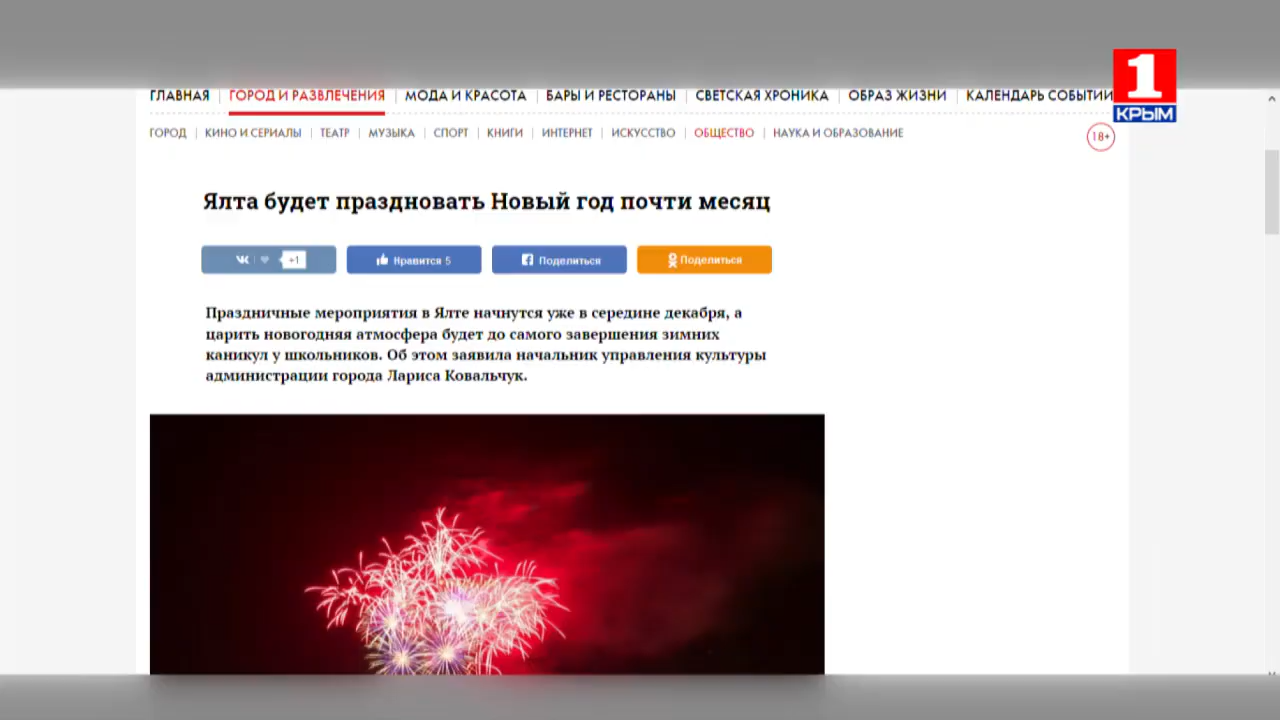 1
КРЫМ
ГЛАВНАЯ ГОРОД И РАЗВЛЕЧЕНИЯ МОДА И КРАСОТА БАРЫ И РЕСТОРАНЫ СВЕТСКАЯ ХРОНИКА ОБРАЗ ЖИЗНИ КАЛЕНДАРЬ СОБЫТИИ
ГОРОД КИНО И СЕРИАЛЫ ТЕАТР МУЗЫКА СПОРТ КНИГИ ИНТЕРНЕТ ИСКУССТВО ОБЩЕСТВО НАУКА И ОБРАЗОВАНИЕ 18+
Ялта будет праздновать Новый год почти месяц
+1 Нравится 5 Поделиться Поделиться
Праздничные мероприятия в Ялте начнутся уже в середине декабря, а
царить новогодняя атмосфера будет до самого завершения зимних
каникул у школьников. Об этом заявила начальник управления культуры
администрации города Лариса Ковальчук.